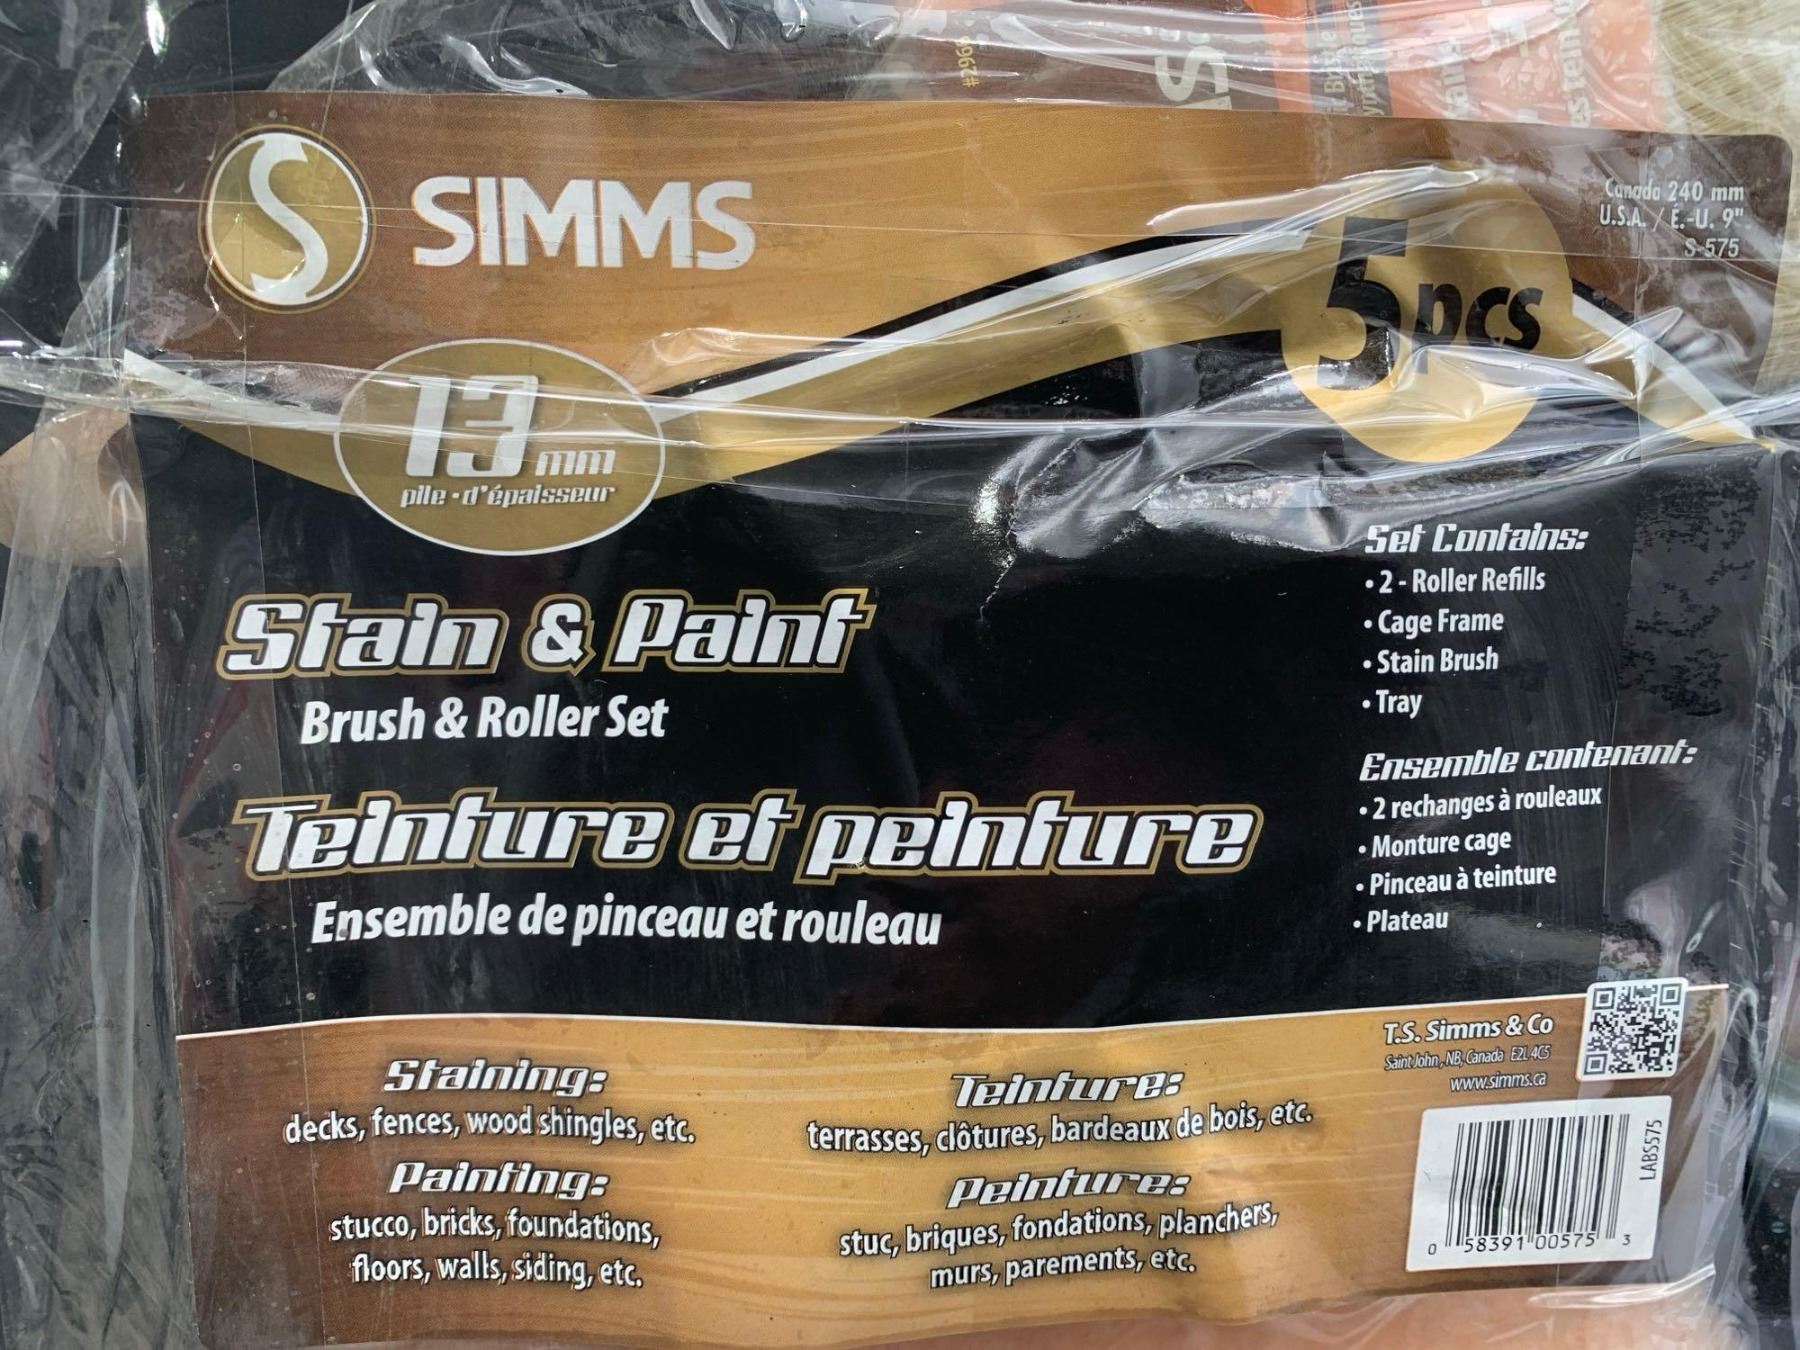 #2966
SIMMS
Canada 240 mm
U.S.A. / É.-U. 9"
S-575
5pcs
13 mm
pile • d'épaisseur
Stain & Paint
Brush & Roller Set
Teinture et peinture
Ensemble de pinceau et rouleau
Set Contains:
• 2 - Roller Refills
• Cage Frame
• Stain Brush
• Tray
Ensemble contenant:
• 2 rechanges à rouleaux
• Monture cage
• Pinceau à teinture
• Plateau
T.S. Simms & Co
Saint John, NB, Canada E2L 4C5
www.simms.ca
Staining:
decks, fences, wood shingles, etc.
Painting:
stucco, bricks, foundations,
floors, walls, siding, etc.
Teinture:
terrasses, clôtures, bardeaux de bois, etc.
Peinture:
stuc, briques, fondations, planchers,
murs, parements, etc.
LABS575
0 58391 00575 3